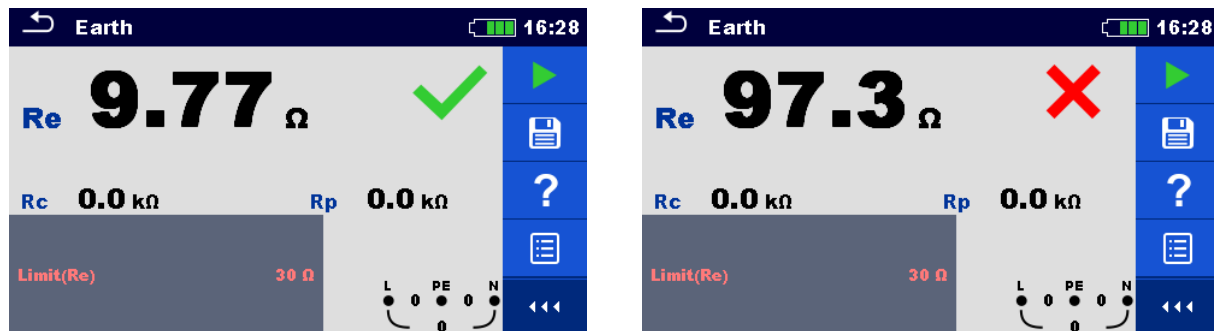 Earth 16:28
Re 9.77 Ω
?
Rc 0.0 kΩ Rp 0.0 kΩ
Limit(Re) 30 Ω
L PE N
0 0
0
Earth 16:28
Re 97.3 Ω
?
Rc 0.0 kΩ Rp 0.0 kΩ
Limit(Re) 30 Ω
L PE N
0 0
0